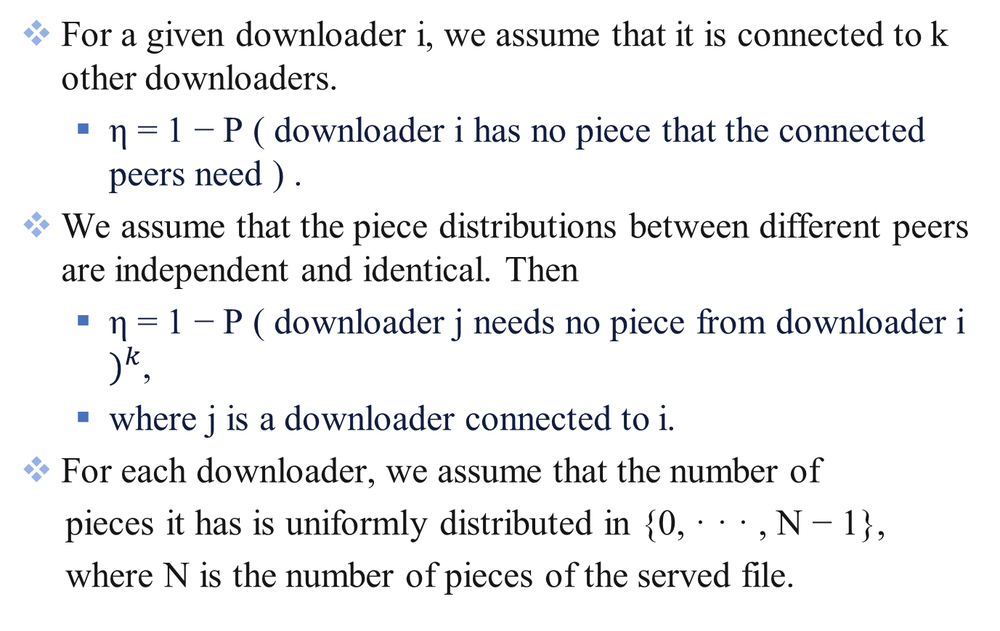 ❖ For a given downloader i, we assume that it is connected to k
other downloaders.
▪ η = 1 − P ( downloader i has no piece that the connected
peers need ) .
❖ We assume that the piece distributions between different peers
are independent and identical. Then
▪ η = 1 − P ( downloader j needs no piece from downloader i
)^k,
▪ where j is a downloader connected to i.
❖ For each downloader, we assume that the number of
pieces it has is uniformly distributed in {0, · · · , N − 1},
where N is the number of pieces of the served file.